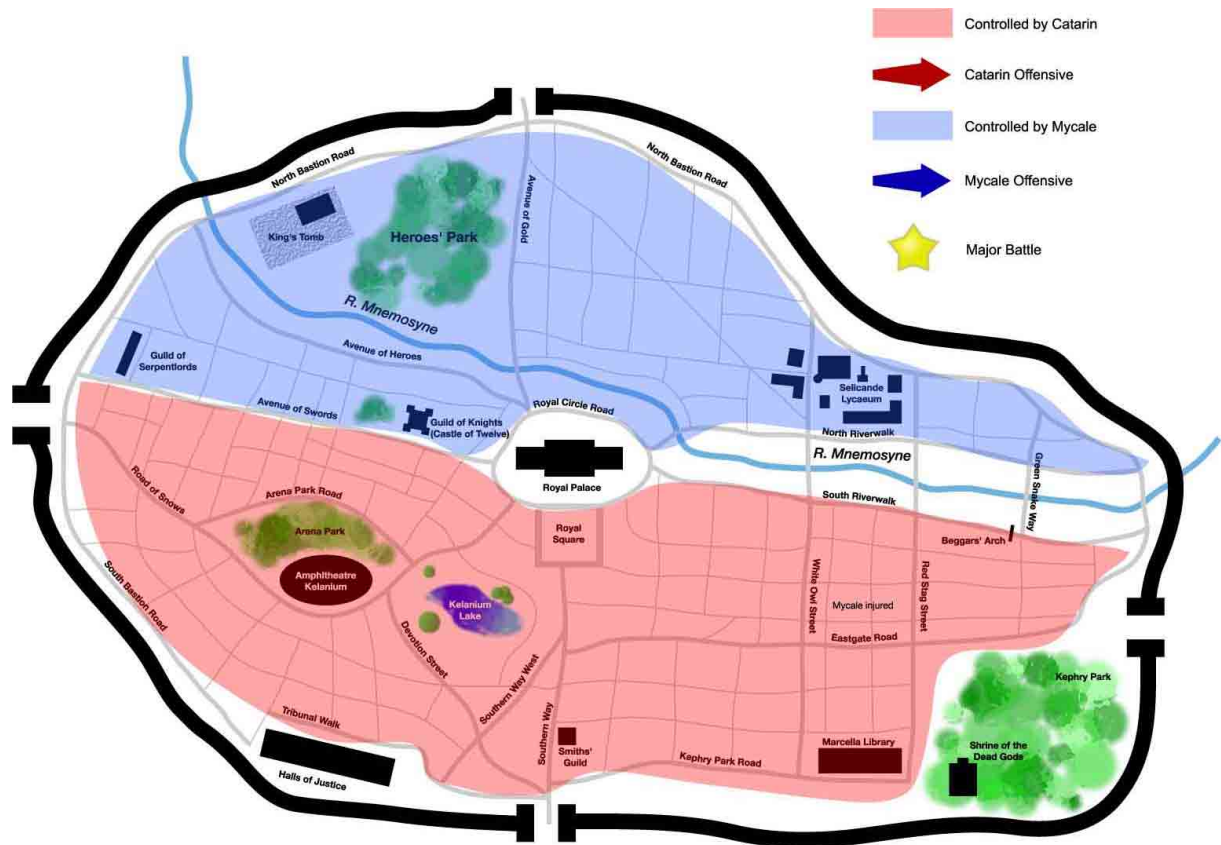 Controlled by Catarin
Catarin Offensive
Controlled by Mycale
Mycale Offensive
Major Battle
North Bastion Road
North Bastion Road
Avenue of Gold
King's Tomb
Heroes' Park
R. Mnemosyne
Avenue of Heroes
Guild of
Serpentlords
Avenue of Swords
Guild of Knights
(Castle of Twelve)
Royal Circle Road
Selicande
Lycaeum
North Riverwalk
R. Mnemosyne
Green Snake Way
Royal Palace
South Riverwalk
Road of Snows
Arena Park Road
Arena Park
Royal
Square
Beggars' Arch
Amphitheatre
Kelanium
Kelanium
Lake
White Owl Street
Red Stag Street
Mycale injured
South Bastion Road
Devotion Street
Eastgate Road
Southern Way West
Kephry Park
Tribunal Walk
Southern Way
Smiths'
Guild
Kephry Park Road
Marcella Library
Shrine of the
Dead Gods
Halls of Justice